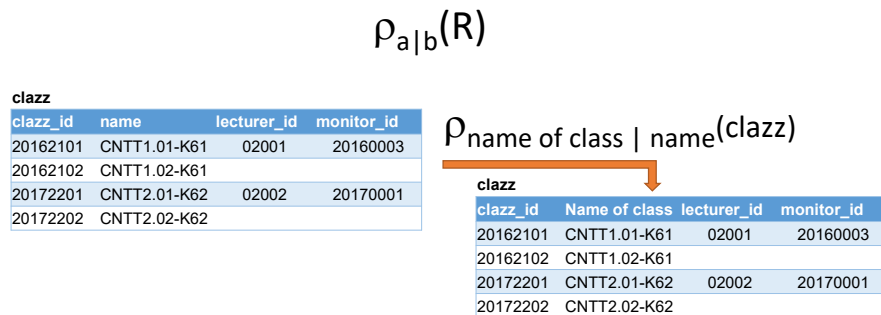 ρa|b(R)
clazz
clazz_id name lecturer_id monitor_id
20162101 CNTT1.01-K61 02001 20160003
20162102 CNTT1.02-K61
20172201 CNTT2.01-K62 02002 20170001
20172202 CNTT2.02-K62
ρname of class | name(clazz)
clazz
clazz_id Name of class lecturer_id monitor_id
20162101 CNTT1.01-K61 02001 20160003
20162102 CNTT1.02-K61
20172201 CNTT2.01-K62 02002 20170001
20172202 CNTT2.02-K62